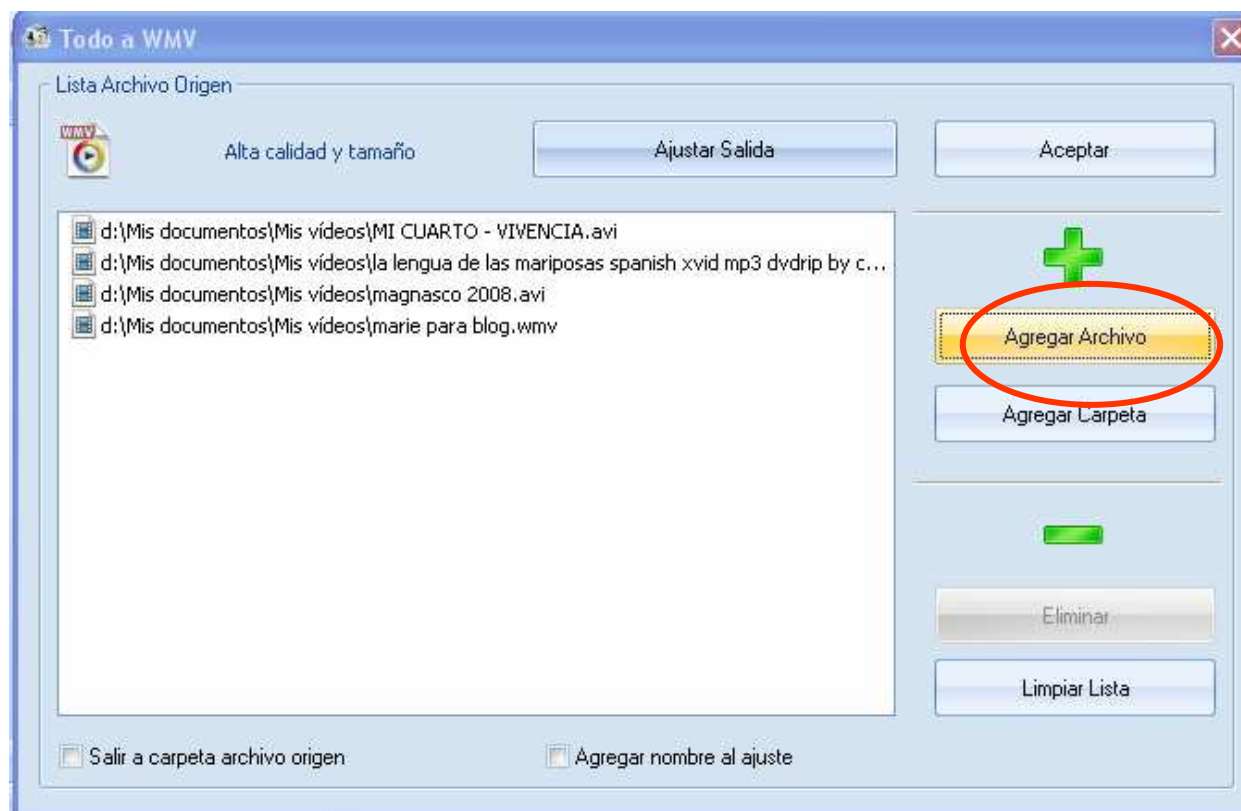 Todo a WMV
Lista Archivo Origen
WMV
Alta calidad y tamaño
Ajustar Salida
Aceptar
d:\Mis documentos\Mis vídeos\MI CUARTO - VIVENCIA.avi
d:\Mis documentos\Mis vídeos\la lengua de las mariposas spanish xvid mp3 dvdrip by c...
d:\Mis documentos\Mis vídeos\magnasco 2008.avi
d:\Mis documentos\Mis vídeos\marie para blog.wmv
Agregar Archivo
Agregar Carpeta
Eliminar
Limpiar Lista
Salir a carpeta archivo origen
Agregar nombre al ajuste